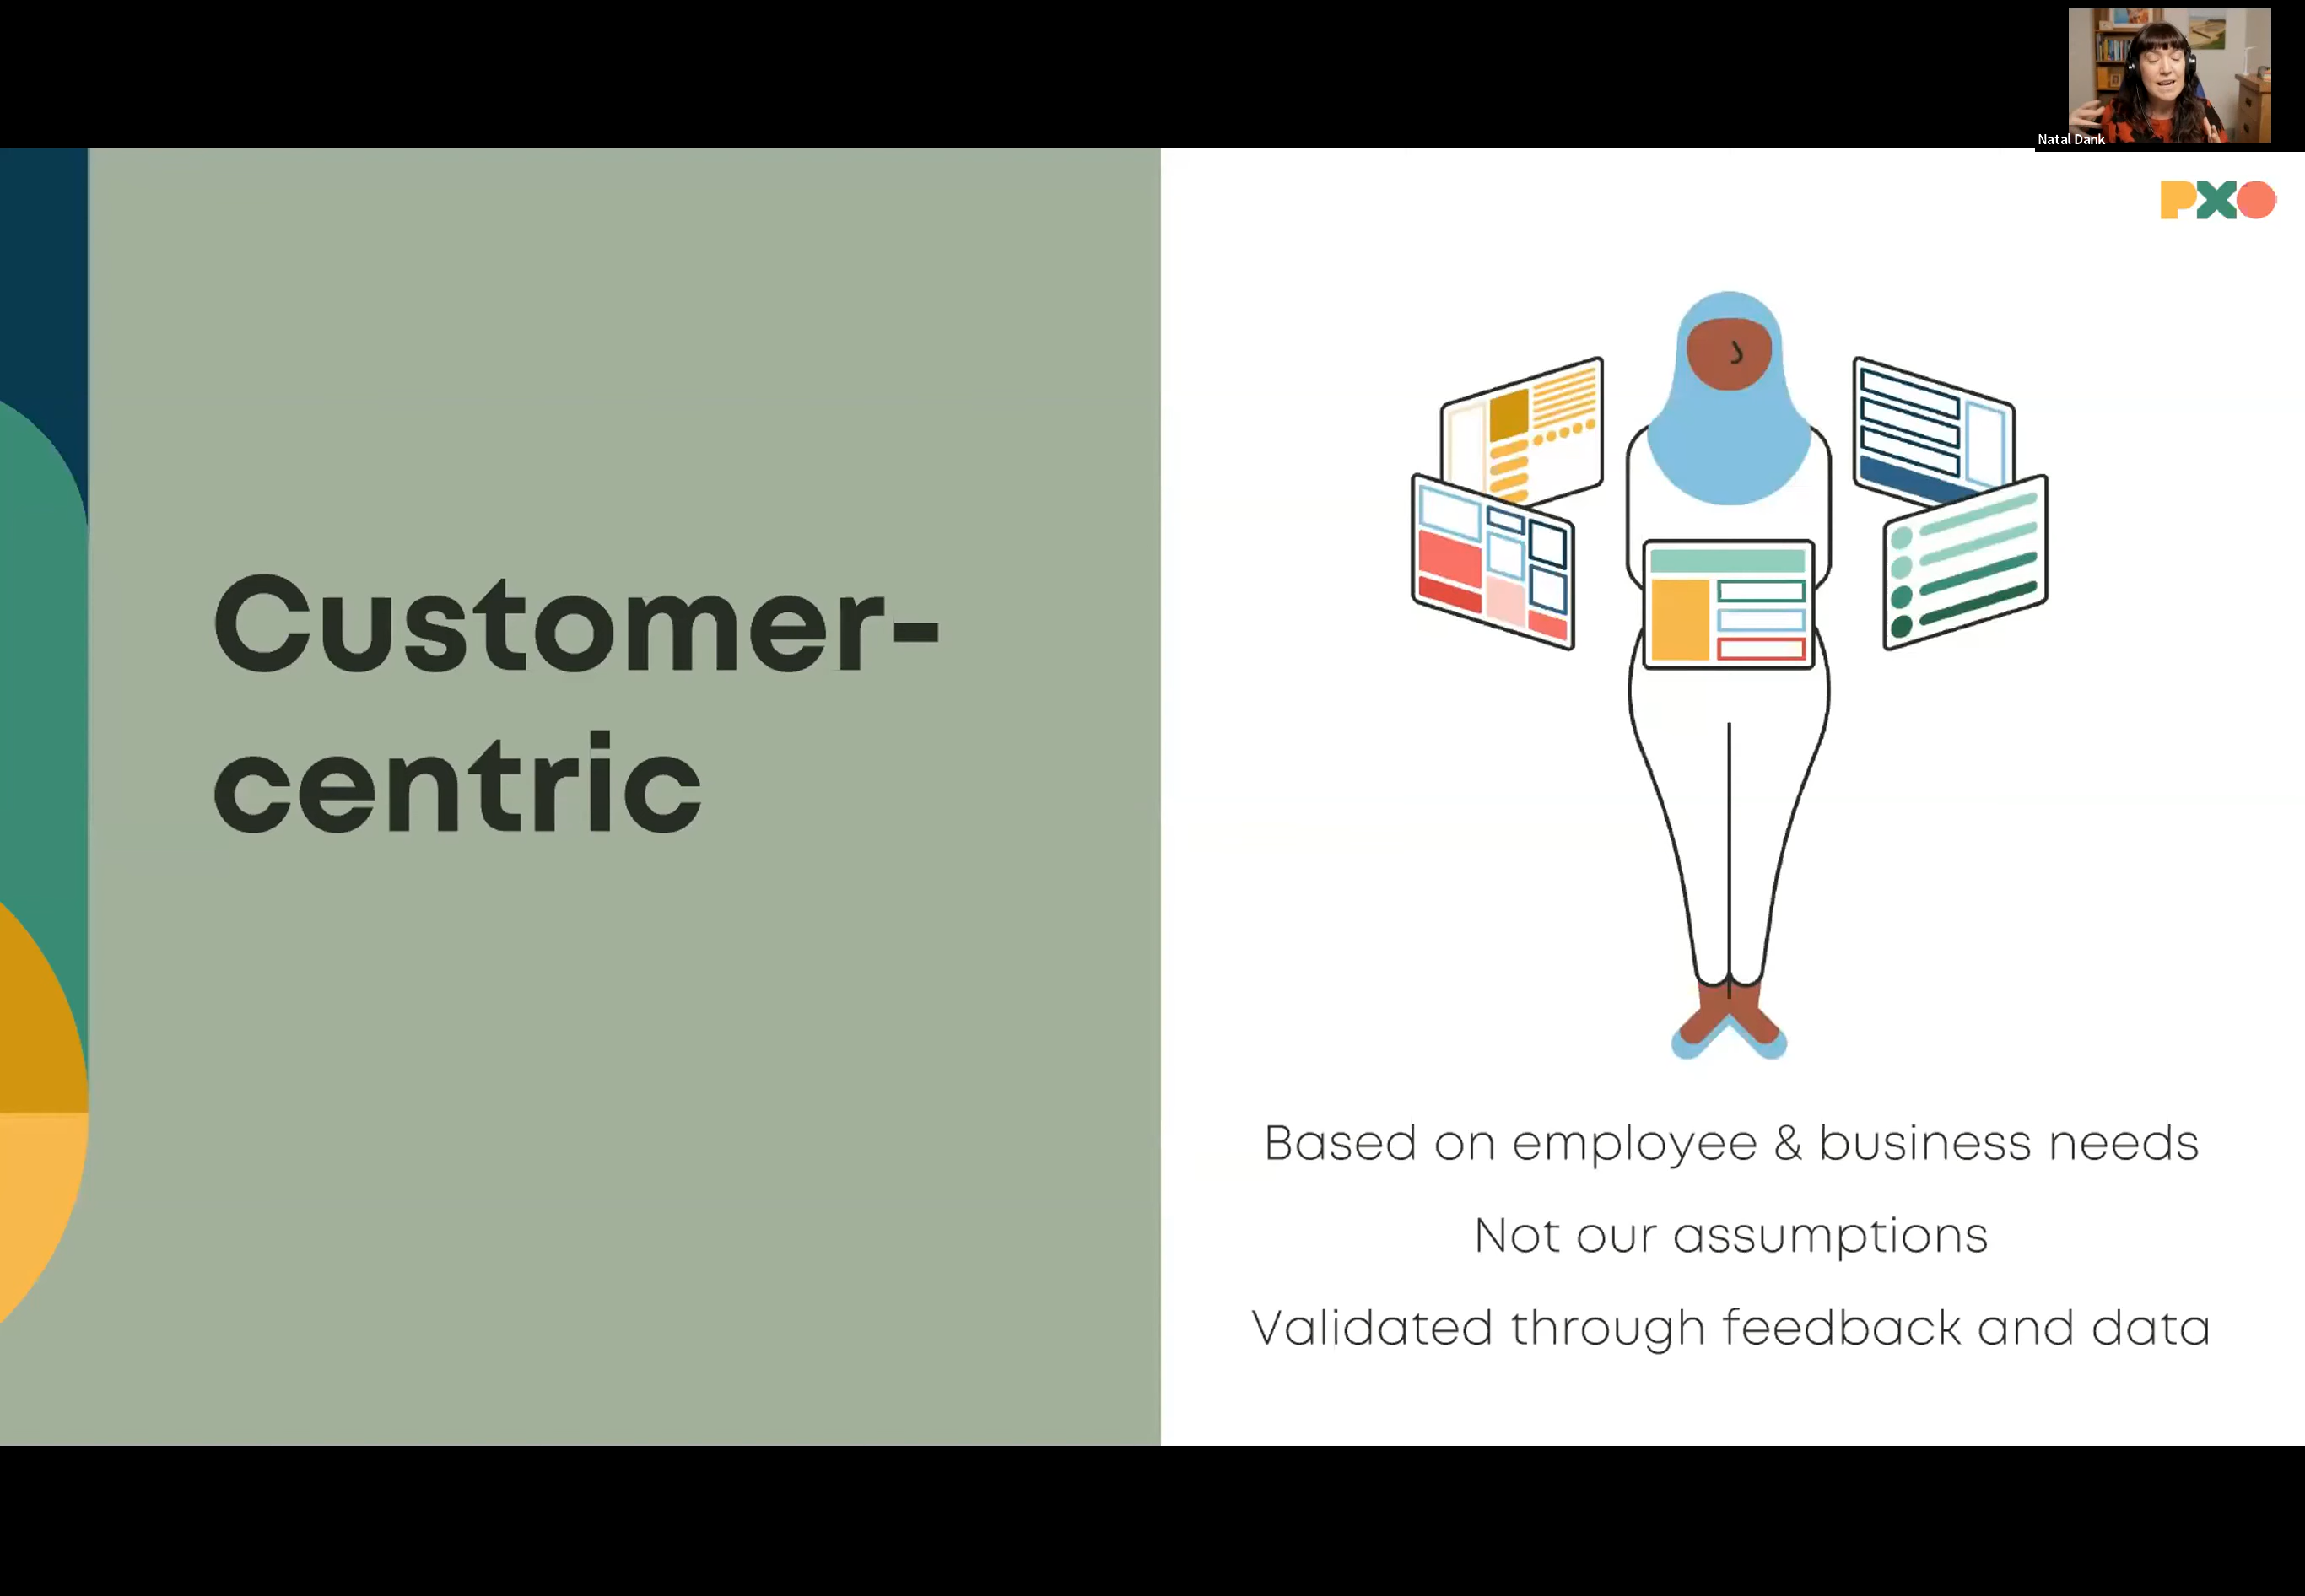 Natal Dank
PXO
Customer-
centric
Based on employee & business needs
Not our assumptions
Validated through feedback and data